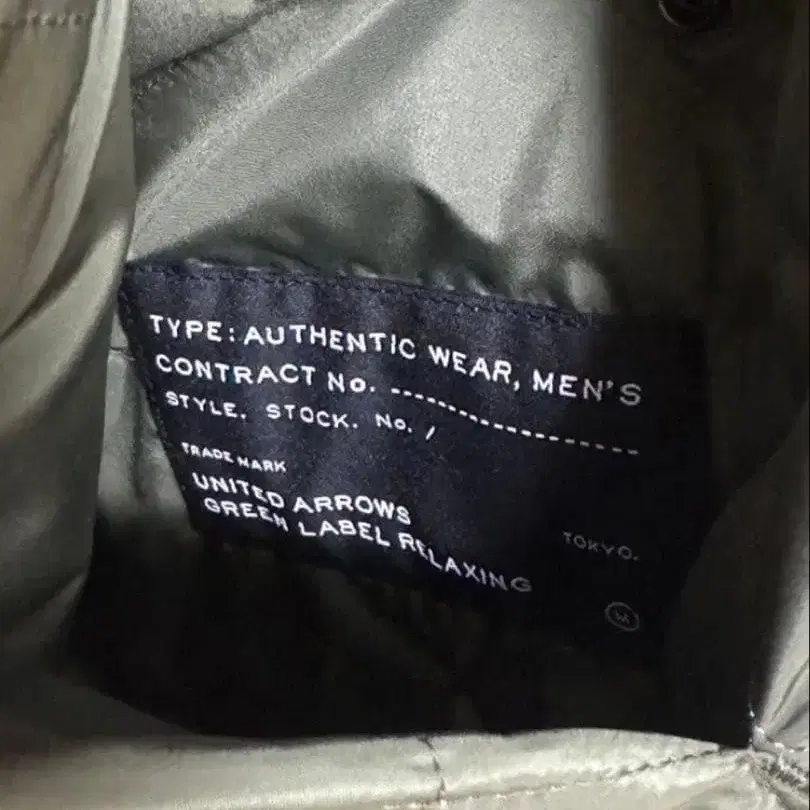 TYPE: AUTHENTIC WEAR, MEN'S
CONTRACT No. --------------------
STYLE. STOCK. No. /
TRADE MARK
UNITED ARROWS
GREEN LABEL RELAXING
TOKYO.
M